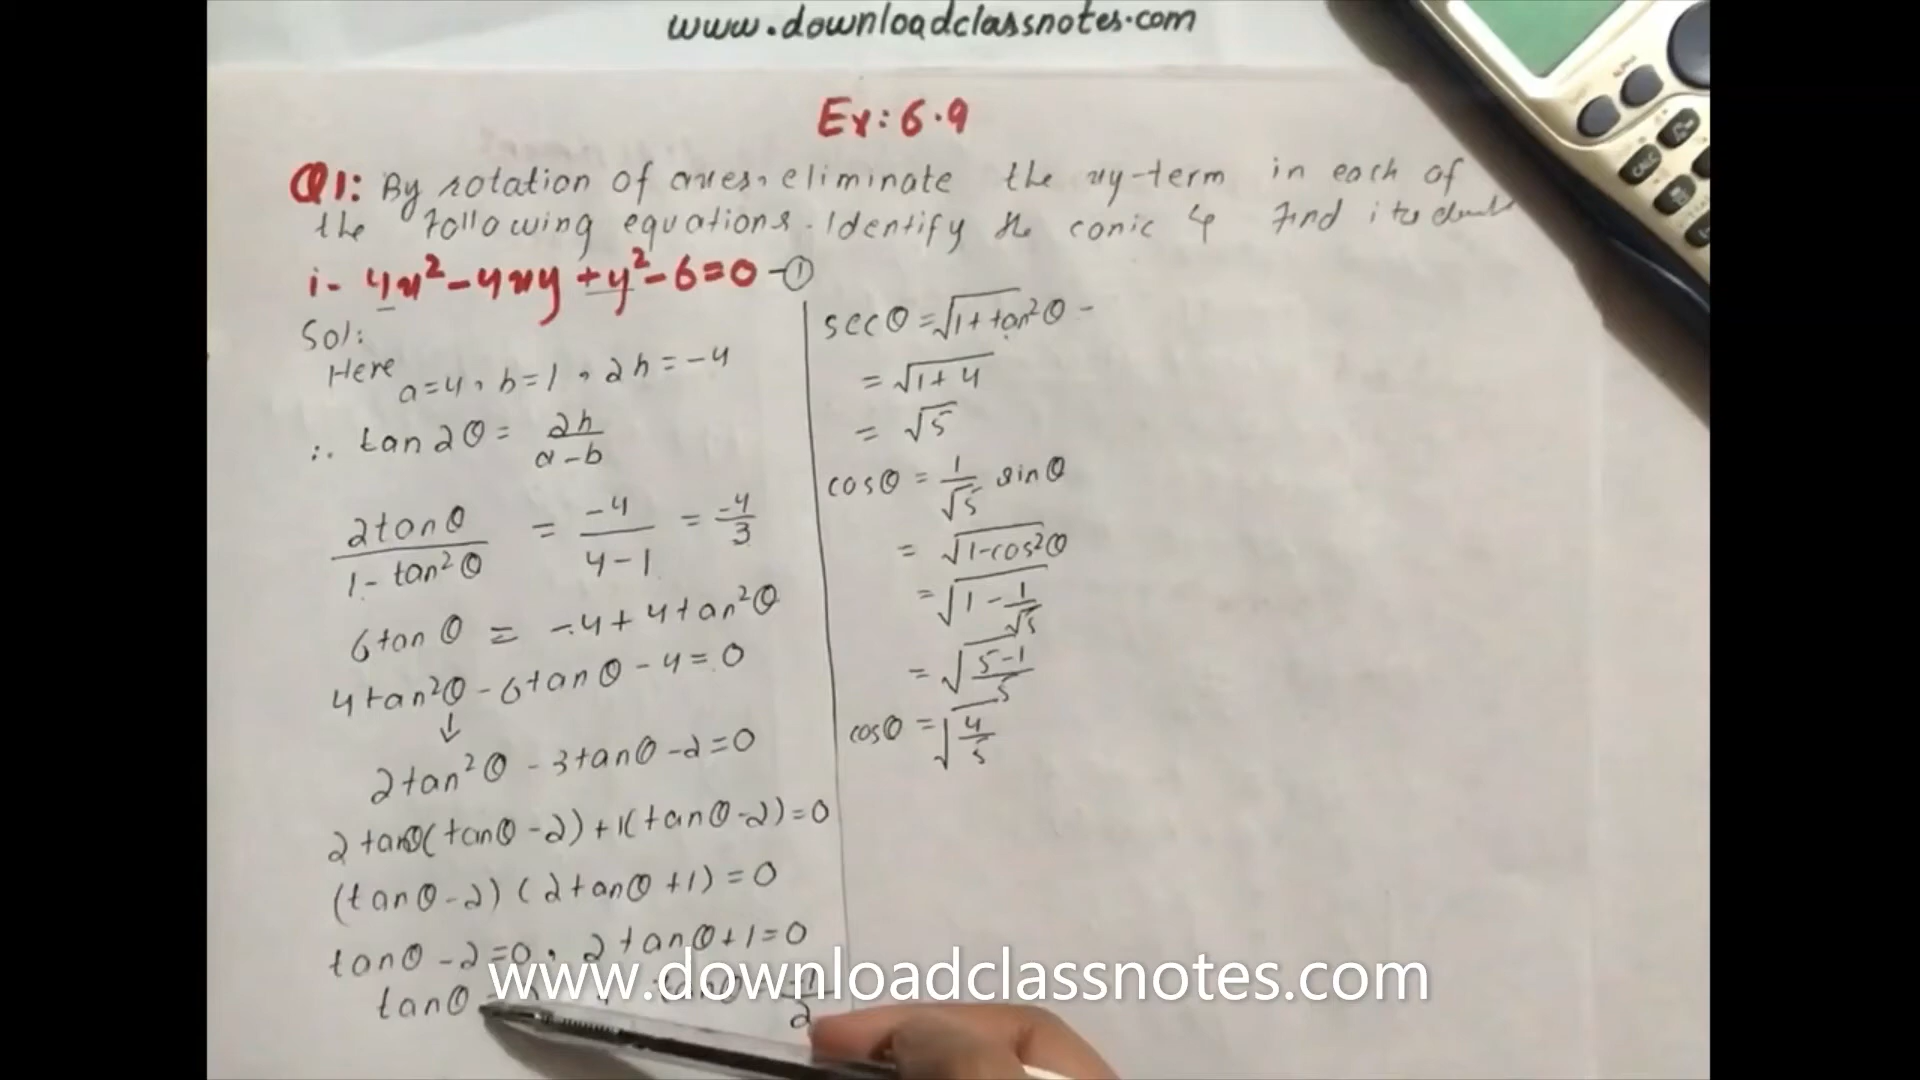 www.downloadclassnotes.com
Ex: 6.9
Q1: By rotation of axes, eliminate the xy-term in each of
the following equations. Identify the conic & find its
i- 4x²-4xy+y²-6=0 -①
Sol:
Here a=4, b=1, 2h=-4
∴ tan2θ = 2h/a-b
2tanθ/1-tan²θ = -4/4-1 = -4/3
6tanθ = -4+4tan²θ
4tan²θ-6tanθ-4=0
↓
2tan²θ-3tanθ-2=0
2tanθ(tanθ-2)+1(tanθ-2)=0
(tanθ-2)(2tanθ+1)=0
tanθ-2=0, 2tanθ+1=0
tanθ
secθ=√1+tan²θ -
=√1+4
= √5
cosθ = 1/√5 sinθ
= √1-cos²θ
=√1-1/√5
=√5-1/5
cosθ =√4/5
www.downloadclassnotes.com